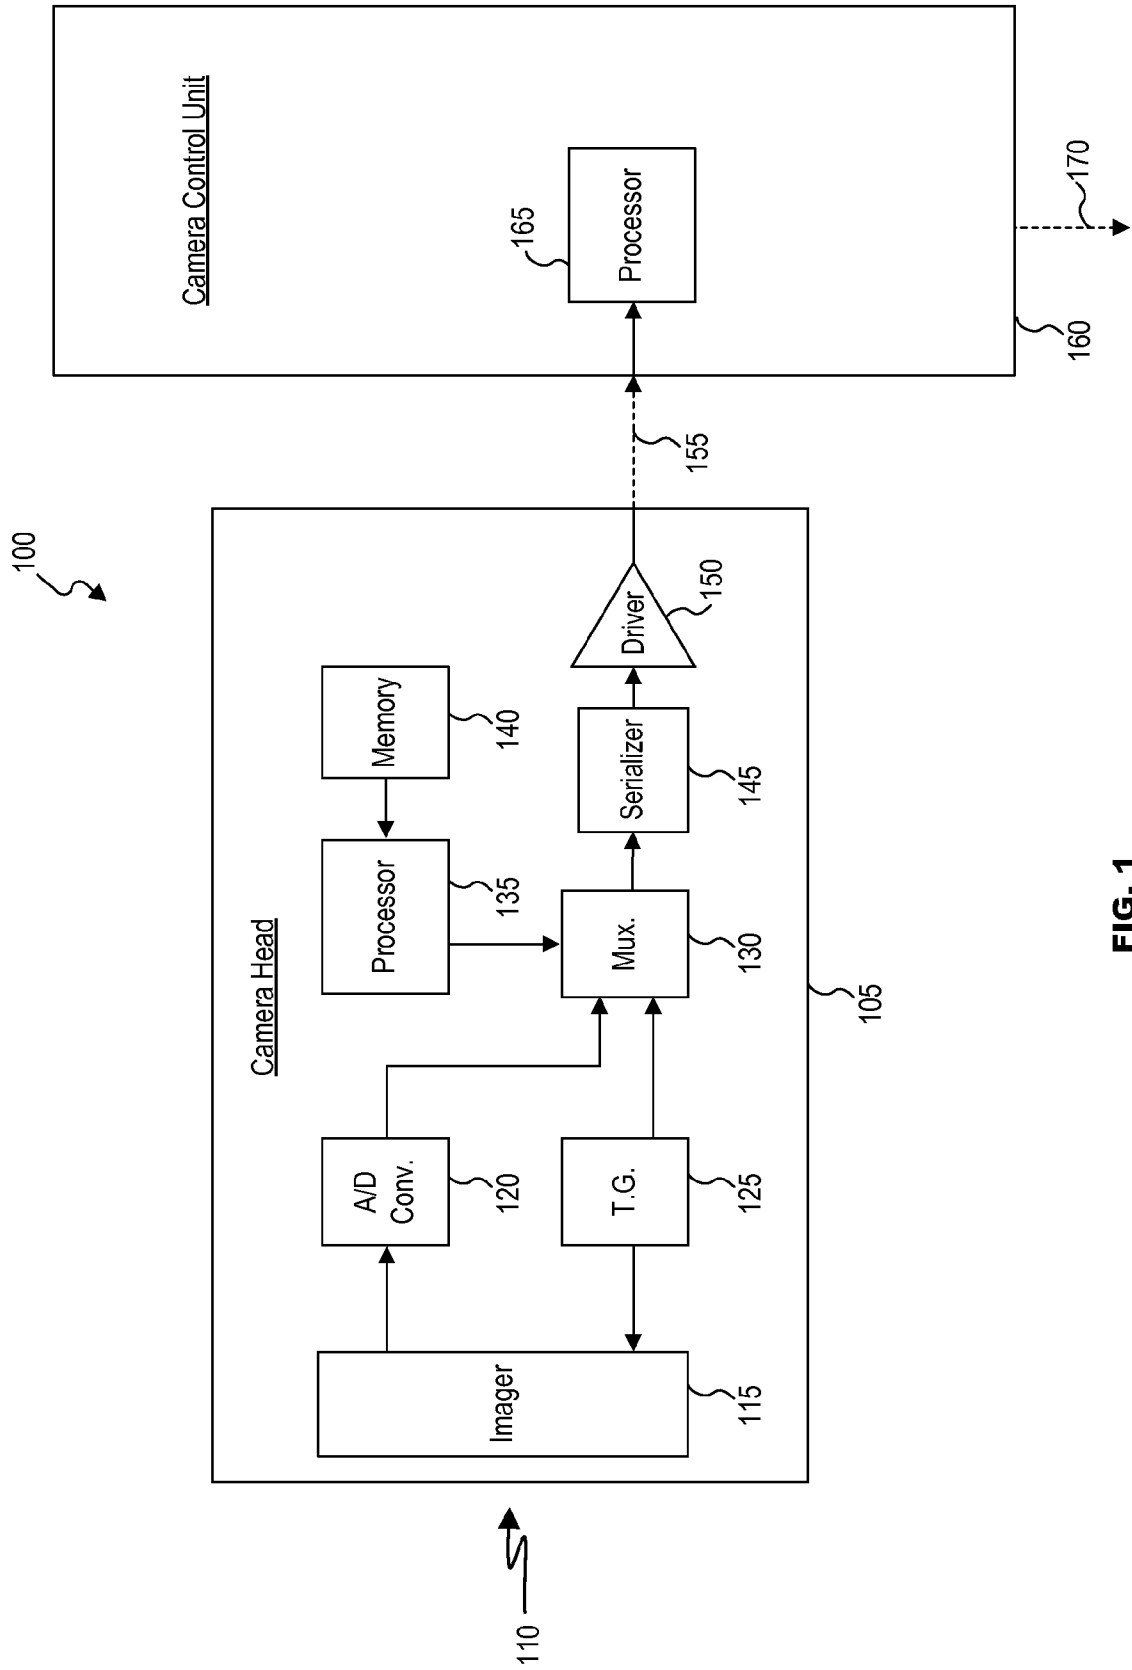 100
Camera Head
Camera Control Unit
110
Imager
115
A/D
Conv.
120
T.G.
125
Processor
135
Memory
140
Mux.
130
Serializer
145
Driver
150
155
Processor
165
105
160
170
FIG. 1